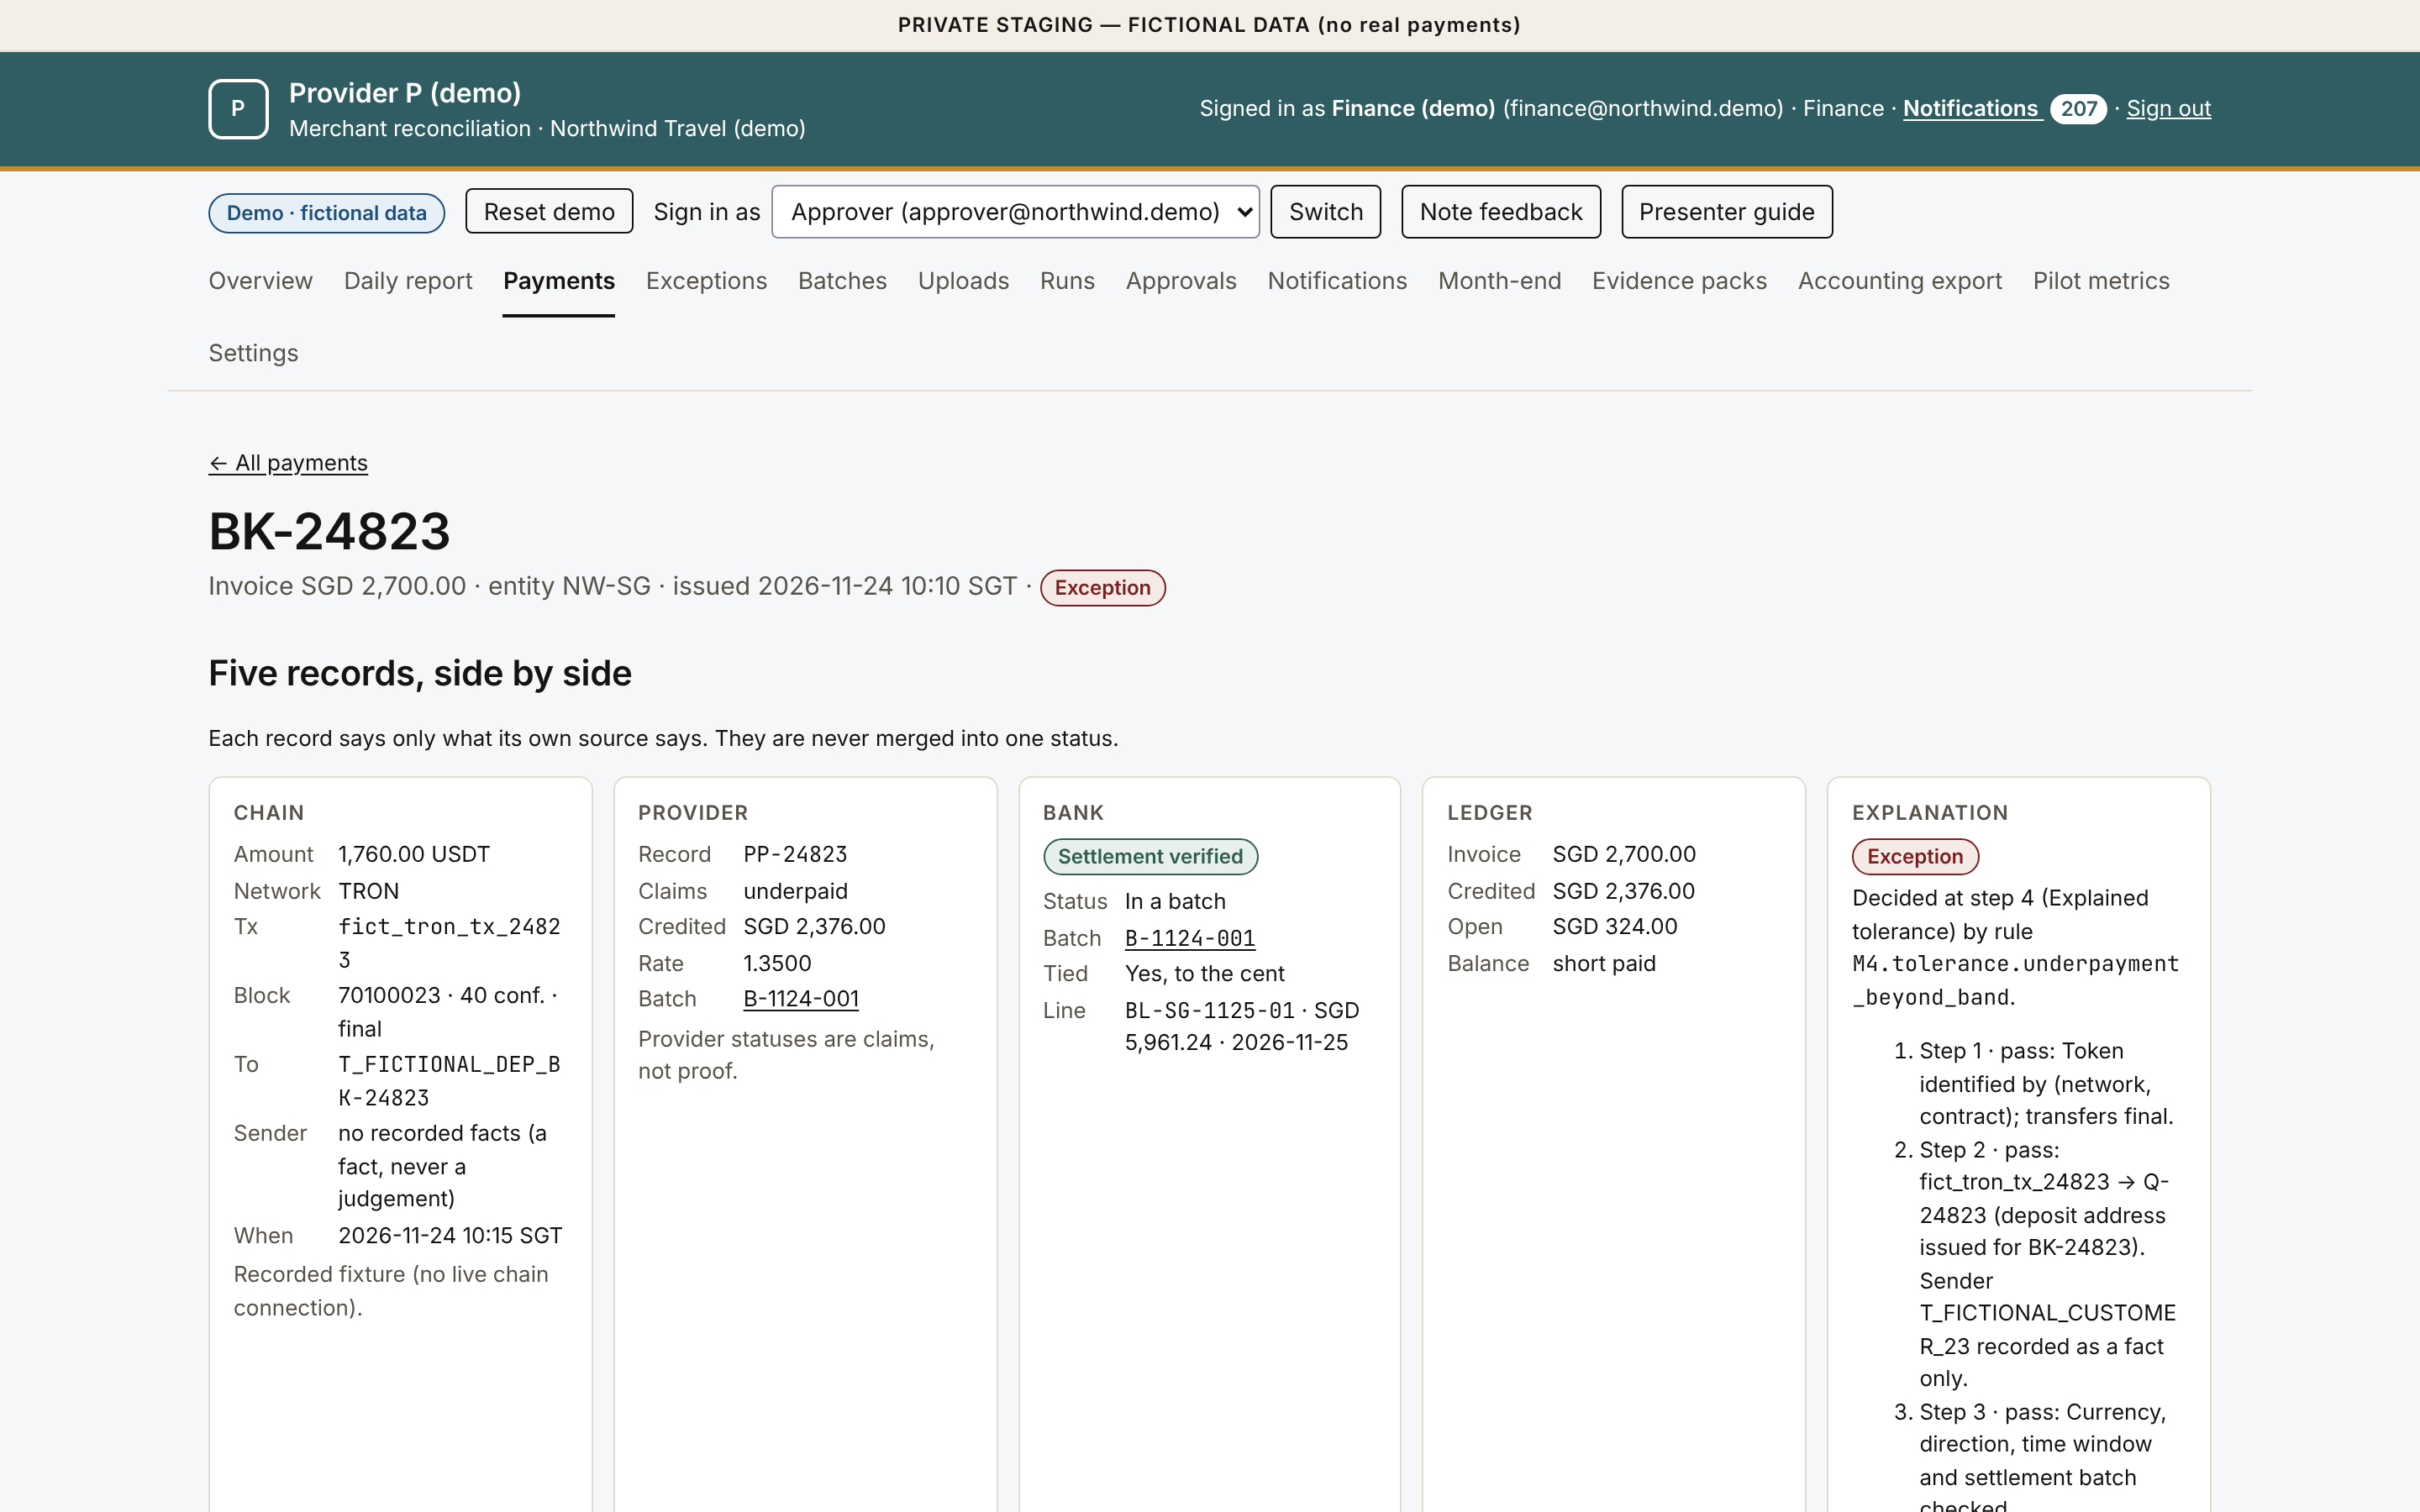 PRIVATE STAGING — FICTIONAL DATA (no real payments)
P
Provider P (demo)
Merchant reconciliation · Northwind Travel (demo)
Signed in as Finance (demo) (finance@northwind.demo) · Finance · Notifications 207 · Sign out
Demo · fictional data
Reset demo
Sign in as
Approver (approver@northwind.demo)
Switch
Note feedback
Presenter guide
Overview
Daily report
Payments
Exceptions
Batches
Uploads
Runs
Approvals
Notifications
Month-end
Evidence packs
Accounting export
Pilot metrics
Settings
← All payments
BK-24823
Invoice SGD 2,700.00 · entity NW-SG · issued 2026-11-24 10:10 SGT · Exception
Five records, side by side
Each record says only what its own source says. They are never merged into one status.
CHAIN
Amount 1,760.00 USDT
Network TRON
Tx fict_tron_tx_2482
3
Block 70100023 · 40 conf. ·
final
To T_FICTIONAL_DEP_B
K-24823
Sender no recorded facts (a
fact, never a
judgement)
When 2026-11-24 10:15 SGT
Recorded fixture (no live chain
connection).
PROVIDER
Record PP-24823
Claims underpaid
Credited SGD 2,376.00
Rate 1.3500
Batch B-1124-001
Provider statuses are claims,
not proof.
BANK
Settlement verified
Status In a batch
Batch B-1124-001
Tied Yes, to the cent
Line BL-SG-1125-01 · SGD
5,961.24 · 2026-11-25
LEDGER
Invoice SGD 2,700.00
Credited SGD 2,376.00
Open SGD 324.00
Balance short paid
EXPLANATION
Exception
Decided at step 4 (Explained
tolerance) by rule
M4.tolerance.underpayment
_beyond_band.
1. Step 1 · pass: Token
identified by (network,
contract); transfers final.
2. Step 2 · pass:
fict_tron_tx_24823 → Q-
24823 (deposit address
issued for BK-24823).
Sender
T_FICTIONAL_CUSTOME
R_23 recorded as a fact
only.
3. Step 3 · pass: Currency,
direction, time window
and settlement batch
checked